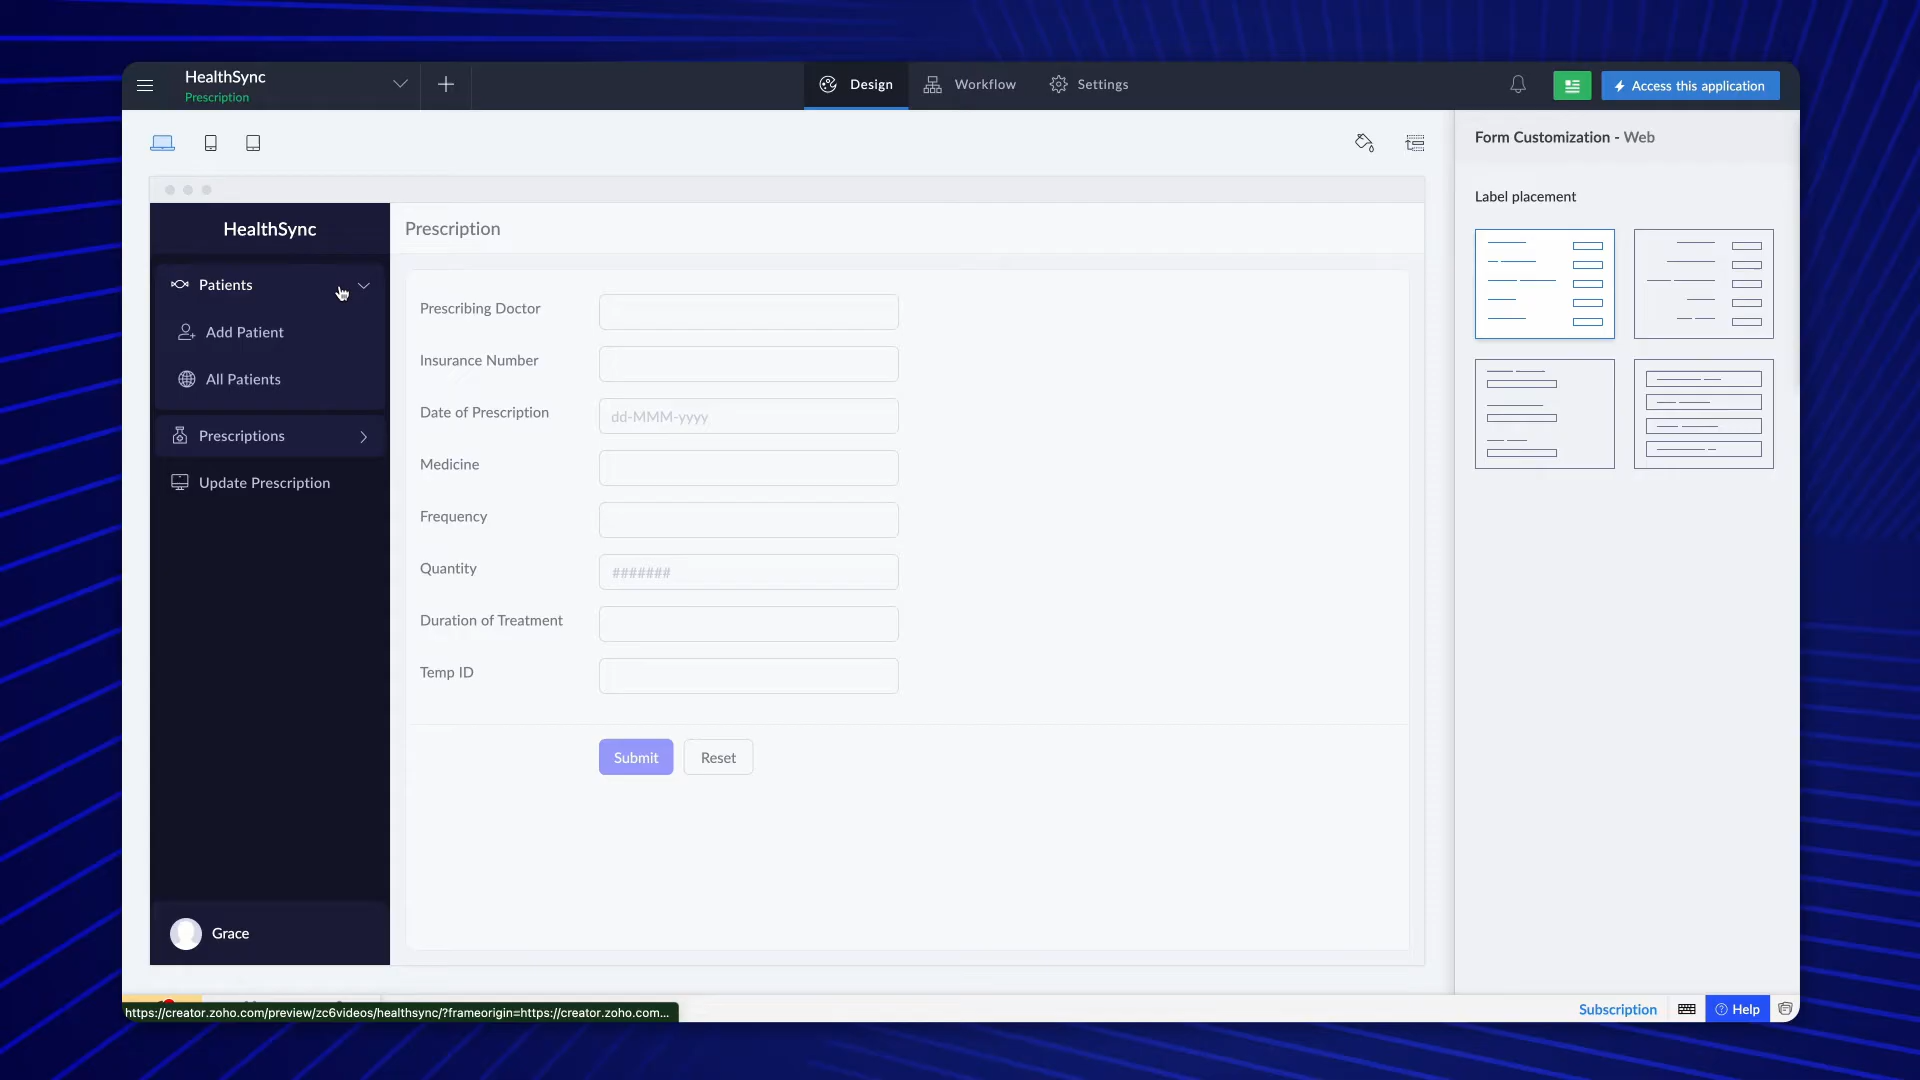 HealthSync
Prescription
Design
Workflow
Settings
Access this application
Form Customization - Web
Label placement
HealthSync
Patients
Add Patient
All Patients
Prescriptions
Update Prescription
Grace
Prescription
Prescribing Doctor
Insurance Number
Date of Prescription
dd-MMM-yyyy
Medicine
Frequency
Quantity
#######
Duration of Treatment
Temp ID
Submit
Reset
https://creator.zoho.com/preview/zc6videos/healthsync/?frameorigin=https://creator.zoho.com...
Subscription
Help